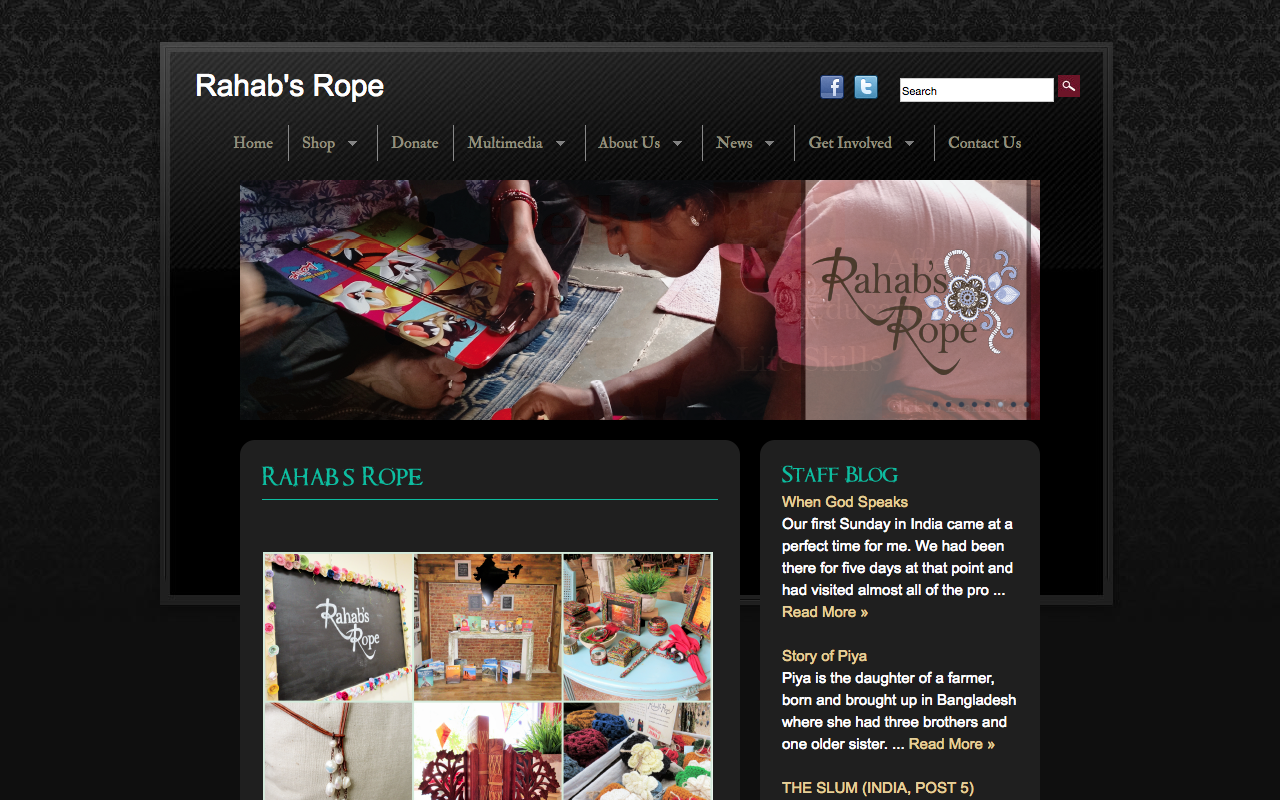 Rahab's Rope
Search
Home
Shop
Donate
Multimedia
About Us
News
Get Involved
Contact Us
Rahab's
Rope
Life Skills
Rahab's Rope
Rahab's
Rope
Staff Blog
When God Speaks
Our first Sunday in India came at a
perfect time for me. We had been
there for five days at that point and
had visited almost all of the pro ...
Read More »
Story of Piya
Piya is the daughter of a farmer,
born and brought up in Bangladesh
where she had three brothers and
one older sister. ... Read More »
THE SLUM (INDIA, POST 5)